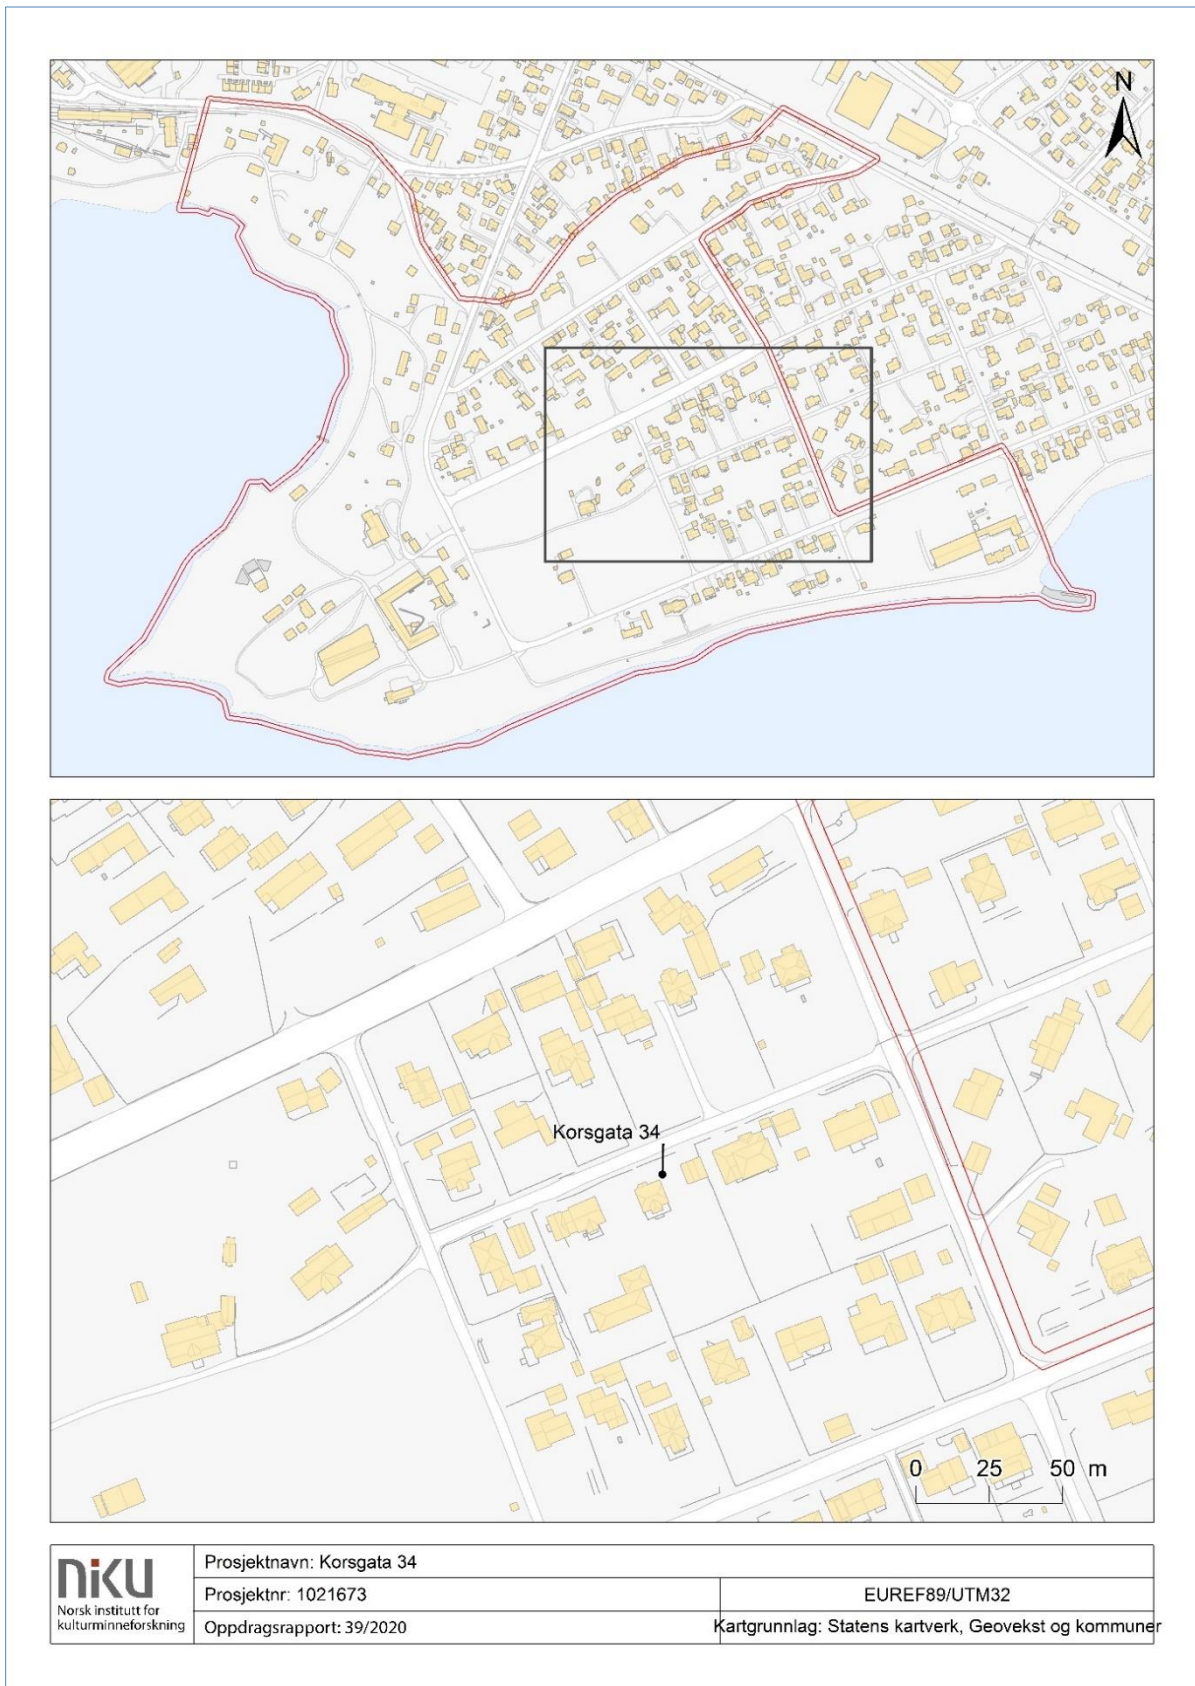 N
Korsgata 34
0 25 50 m
niku
Norsk institutt for
kulturminneforskning
Prosjektnavn: Korsgata 34
Prosjektnr: 1021673
EUREF89/UTM32
Oppdragsrapport: 39/2020
Kartgrunnlag: Statens kartverk, Geovekst og kommuner